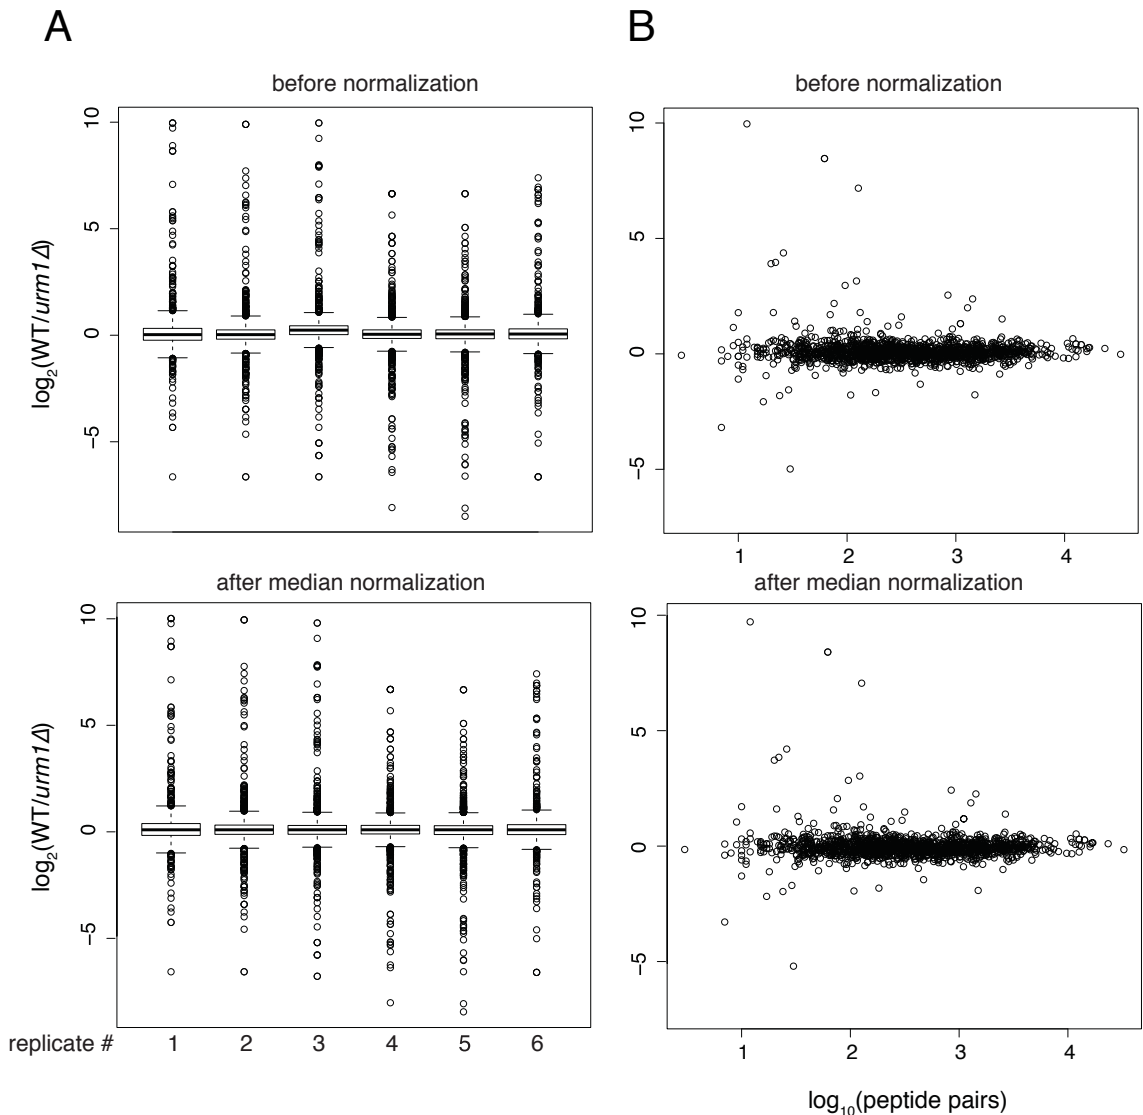 A
B
before normalization
before normalization
10
5
0
−5
log2(WT/urm1Δ)
10
5
0
−5
1 2 3 4
after median normalization
after median normalization
10
5
0
−5
log2(WT/urm1Δ)
10
5
0
−5
replicate # 1 2 3 4 5 6
1 2 3 4
log10(peptide pairs)